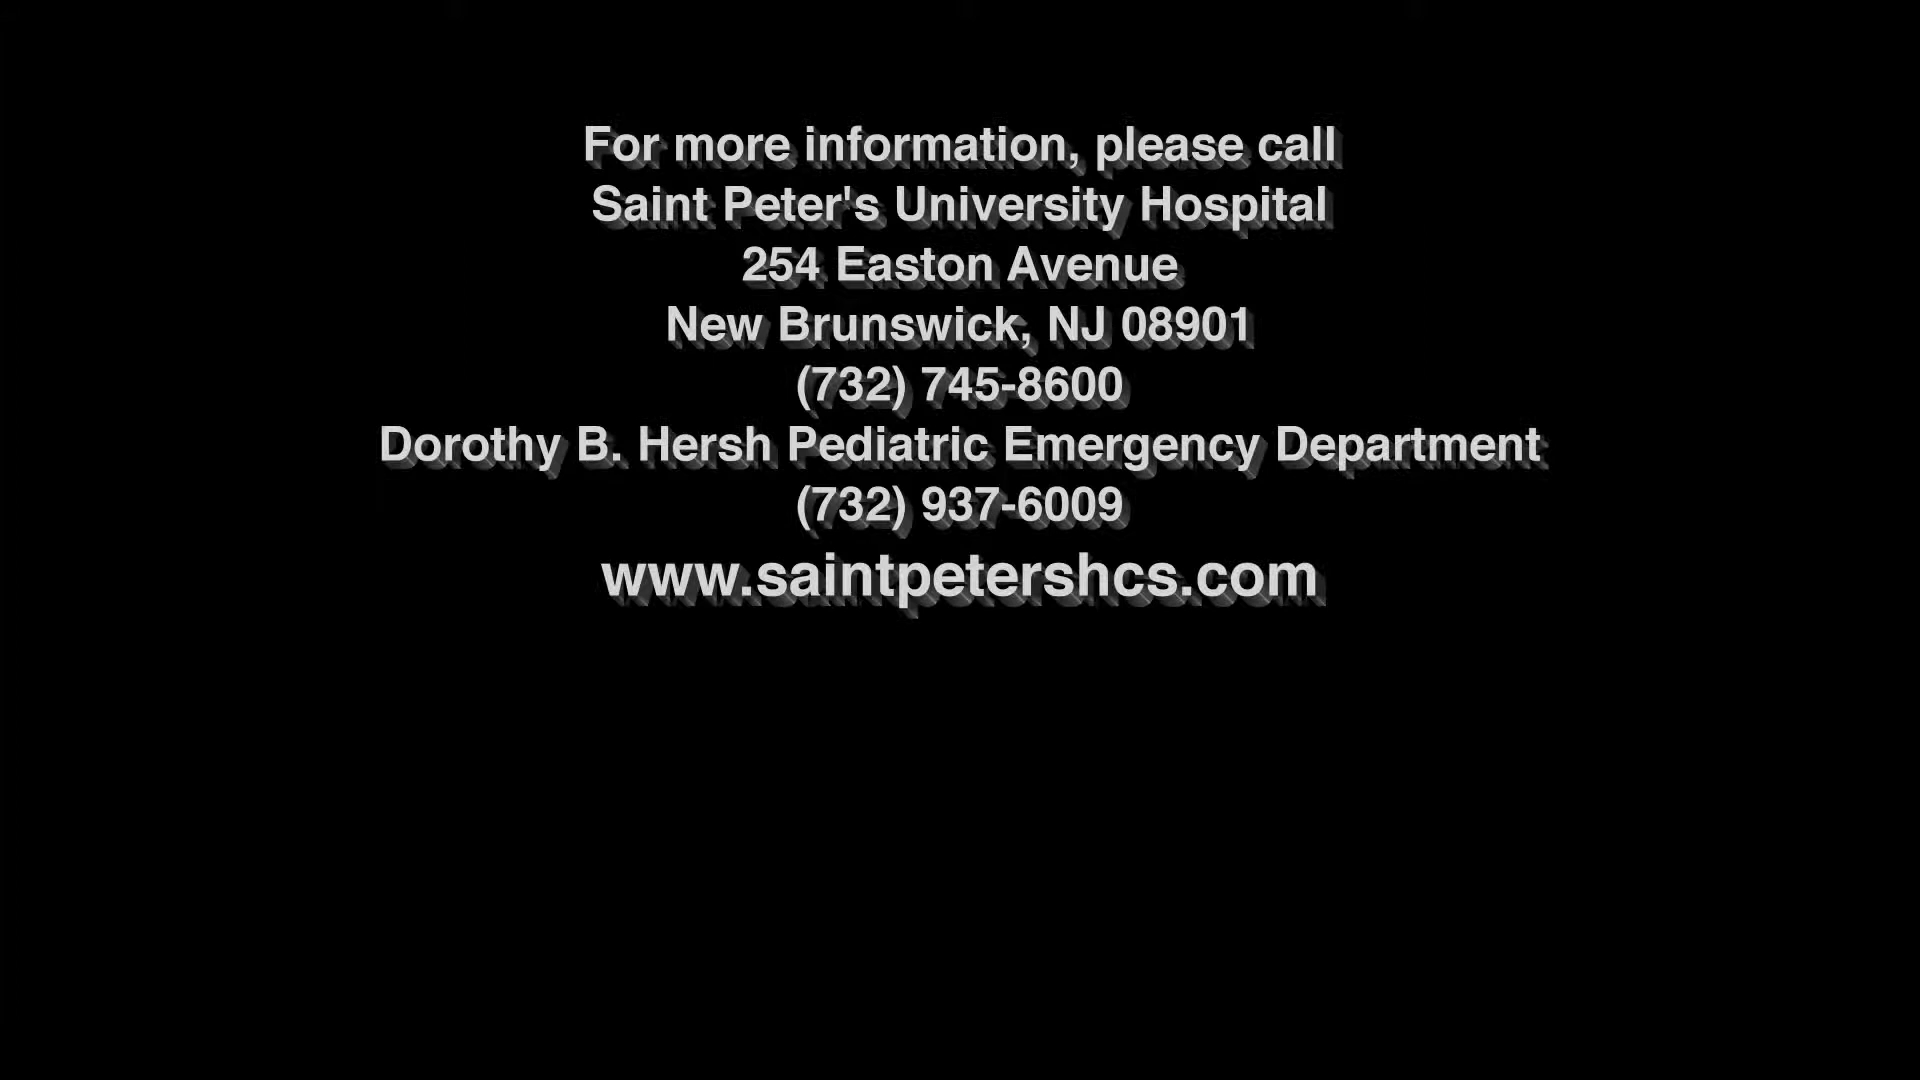 For more information, please call
Saint Peter's University Hospital
254 Easton Avenue
New Brunswick, NJ 08901
(732) 745-8600
Dorothy B. Hersh Pediatric Emergency Department
(732) 937-6009
www.saintpetershcs.com